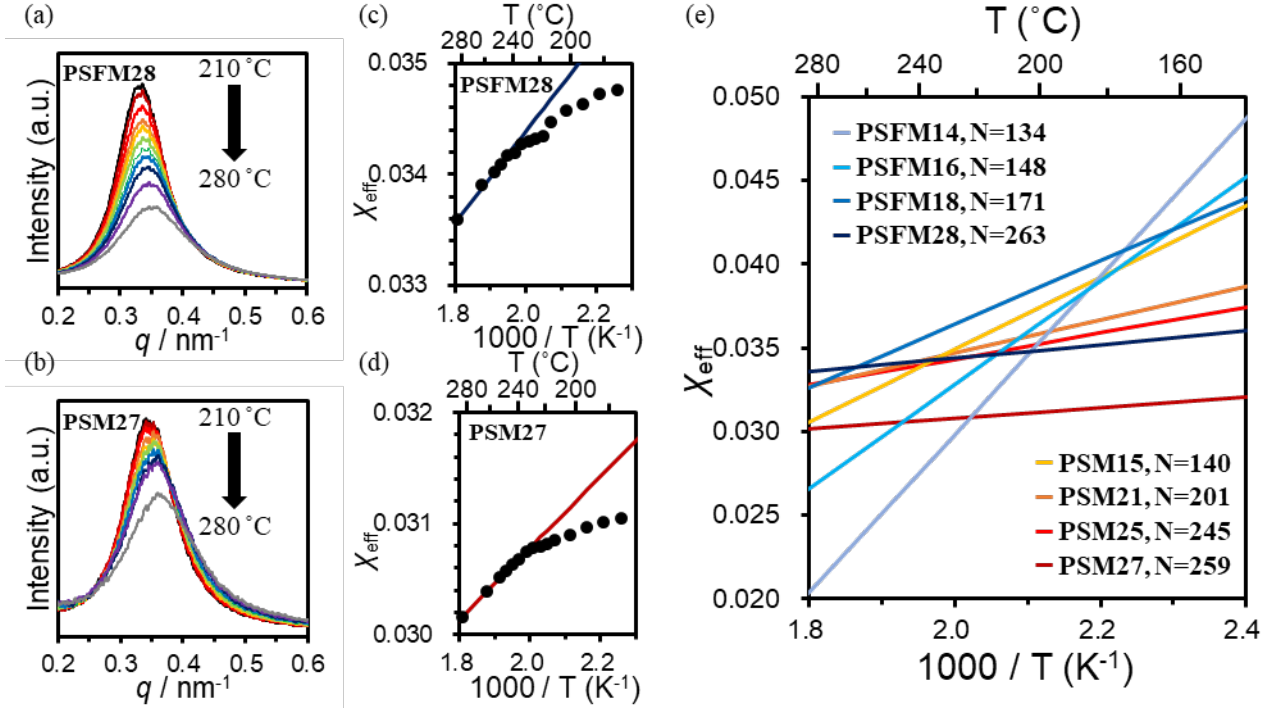 (a)
PSFM28
210 °C
280 °C
Intensity (a.u.)
0.2 0.3 0.4 0.5 0.6
q / nm-1
(b)
PSM27
210 °C
280 °C
Intensity (a.u.)
0.2 0.3 0.4 0.5 0.6
q / nm-1
(c)
T (°C)
280 240 200
PSFM28
0.035
0.034
0.033
χeff
1.8 2.0 2.2
1000 / T (K-1)
(d)
T (°C)
280 240 200
PSM27
0.032
0.031
0.030
χeff
1.8 1.9 2.0 2.1 2.2
1000 / T (K-1)
(e)
T (°C)
280 240 200 160
0.050
0.045
0.040
0.035
0.030
0.025
0.020
χeff
PSFM14, N=134
PSFM16, N=148
PSFM18, N=171
PSFM28, N=263
PSM15, N=140
PSM21, N=201
PSM25, N=245
PSM27, N=259
1.8 2.0 2.2 2.4
1000 / T (K-1)